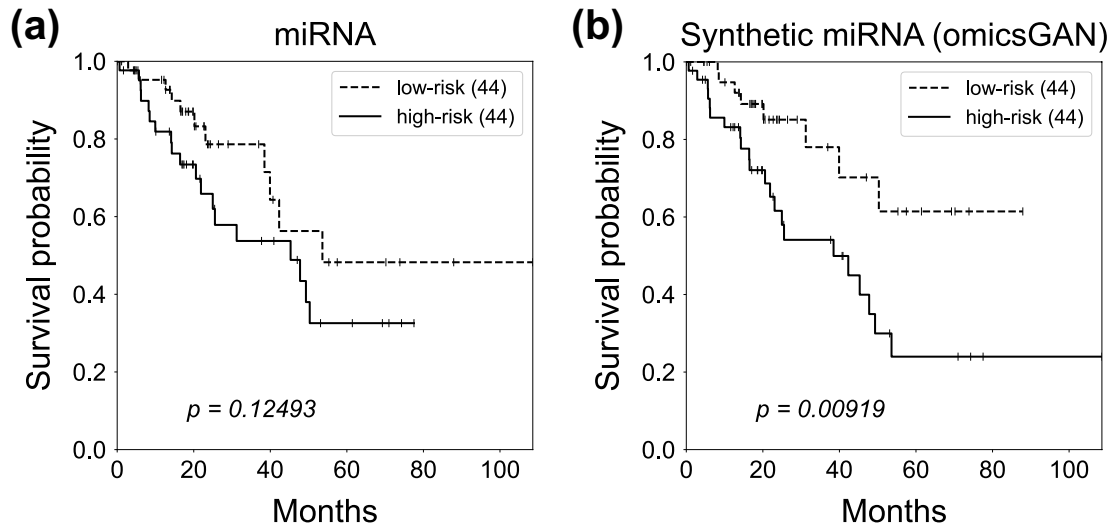 (a)
miRNA
low-risk (44)
high-risk (44)
Survival probability
1.0
0.8
0.6
0.4
0.2
0.0
p = 0.12493
0 20 40 60 80 100
Months
(b)
Synthetic miRNA (omicsGAN)
low-risk (44)
high-risk (44)
Survival probability
1.0
0.8
0.6
0.4
0.2
0.0
p = 0.00919
0 20 40 60 80 100
Months